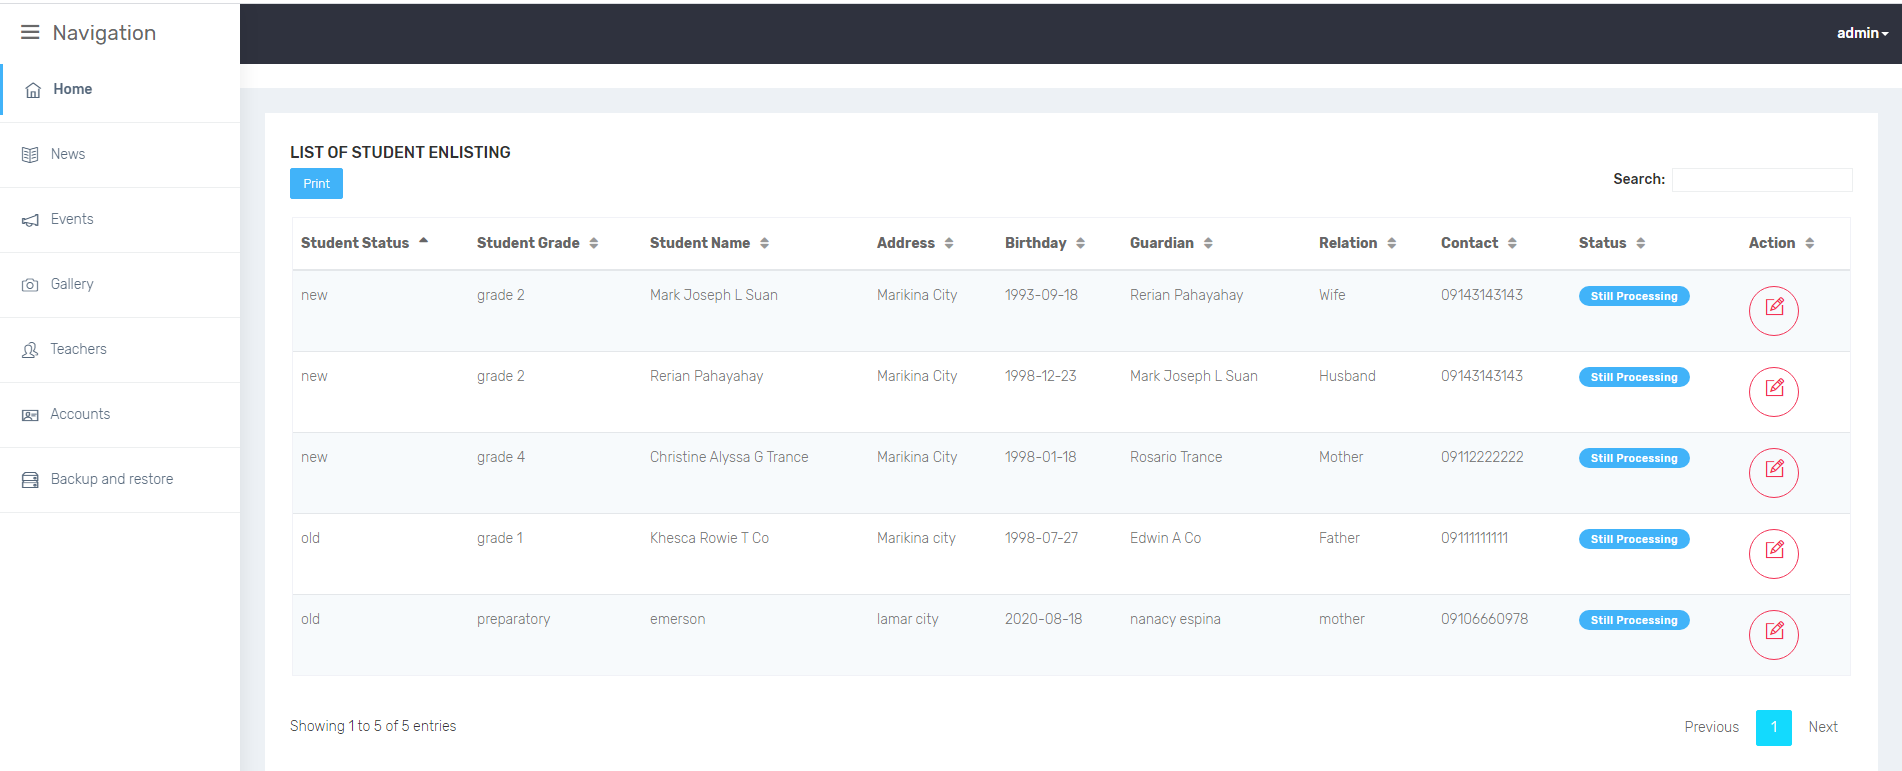 Navigation
admin
Home
News
Events
Gallery
Teachers
Accounts
Backup and restore
LIST OF STUDENT ENLISTING
Print
Search:
Student Status Student Grade Student Name Address Birthday Guardian Relation Contact Status Action
new grade 2 Mark Joseph L Suan Marikina City 1993-09-18 Rerian Pahayahay Wife 09143143143 Still Processing
new grade 2 Rerian Pahayahay Marikina City 1998-12-23 Mark Joseph L Suan Husband 09143143143 Still Processing
new grade 4 Christine Alyssa G Trance Marikina City 1998-01-18 Rosario Trance Mother 09112222222 Still Processing
old grade 1 Khesca Rowie T Co Marikina city 1998-07-27 Edwin A Co Father 09111111111 Still Processing
old preparatory emerson lamar city 2020-08-18 nanacy espina mother 09106660978 Still Processing
Showing 1 to 5 of 5 entries
Previous 1 Next